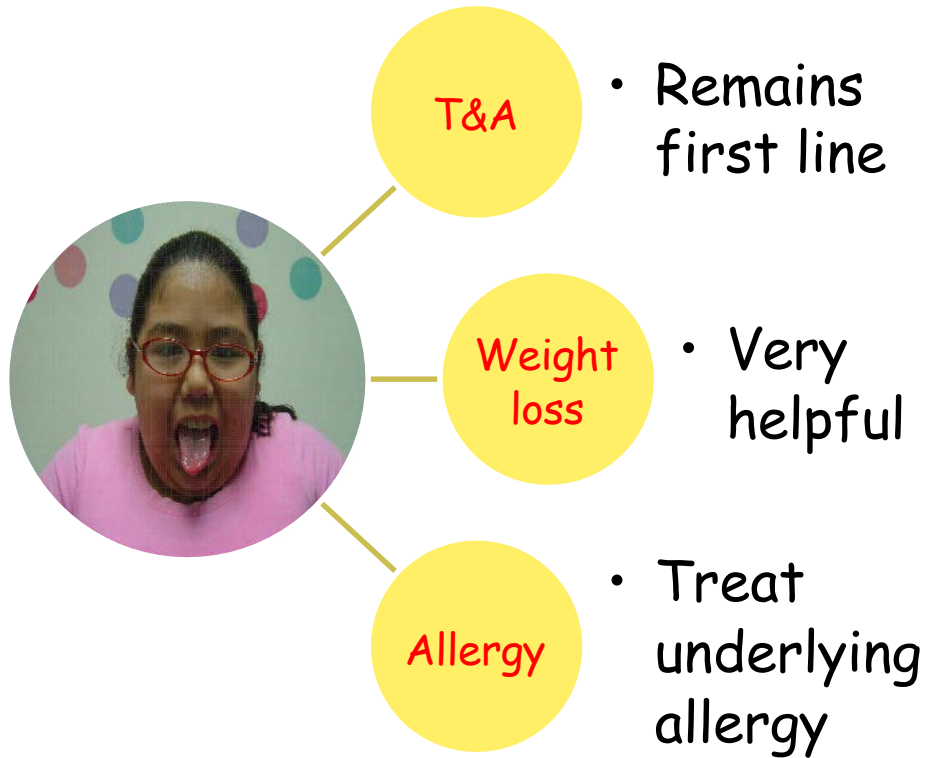 T&A
• Remains
first line
Weight
loss
• Very
helpful
Allergy
• Treat
underlying
allergy